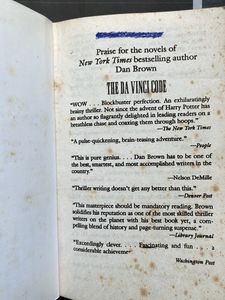 Praise for the novels of
New York Times bestselling author
Dan Brown
THE DA VINCI CODE
"WOW . . . Blockbuster perfection. An exhilaratingly
brainy thriller. Not since the advent of Harry Potter has
an author so flagrantly delighted in leading readers on a
breathless chase and coaxing them through hoops."
—The New York Times
"A pulse-quickening, brain-teasing adventure."
—People
"This is pure genius. . . . Dan Brown has to be one of the
best, smartest, and most accomplished writers in the
country."
—Nelson DeMille
"Thriller writing doesn't get any better than this."
—Denver Post
"This masterpiece should be mandatory reading. Brown
solidifies his reputation as one of the most skilled thriller
writers on the planet with his best book yet, a com-
pelling blend of history and page-turning suspense."
—Library Journal
"Exceedingly clever. . . . Fascinating and fun . . .
considerable achievement
Washington Post